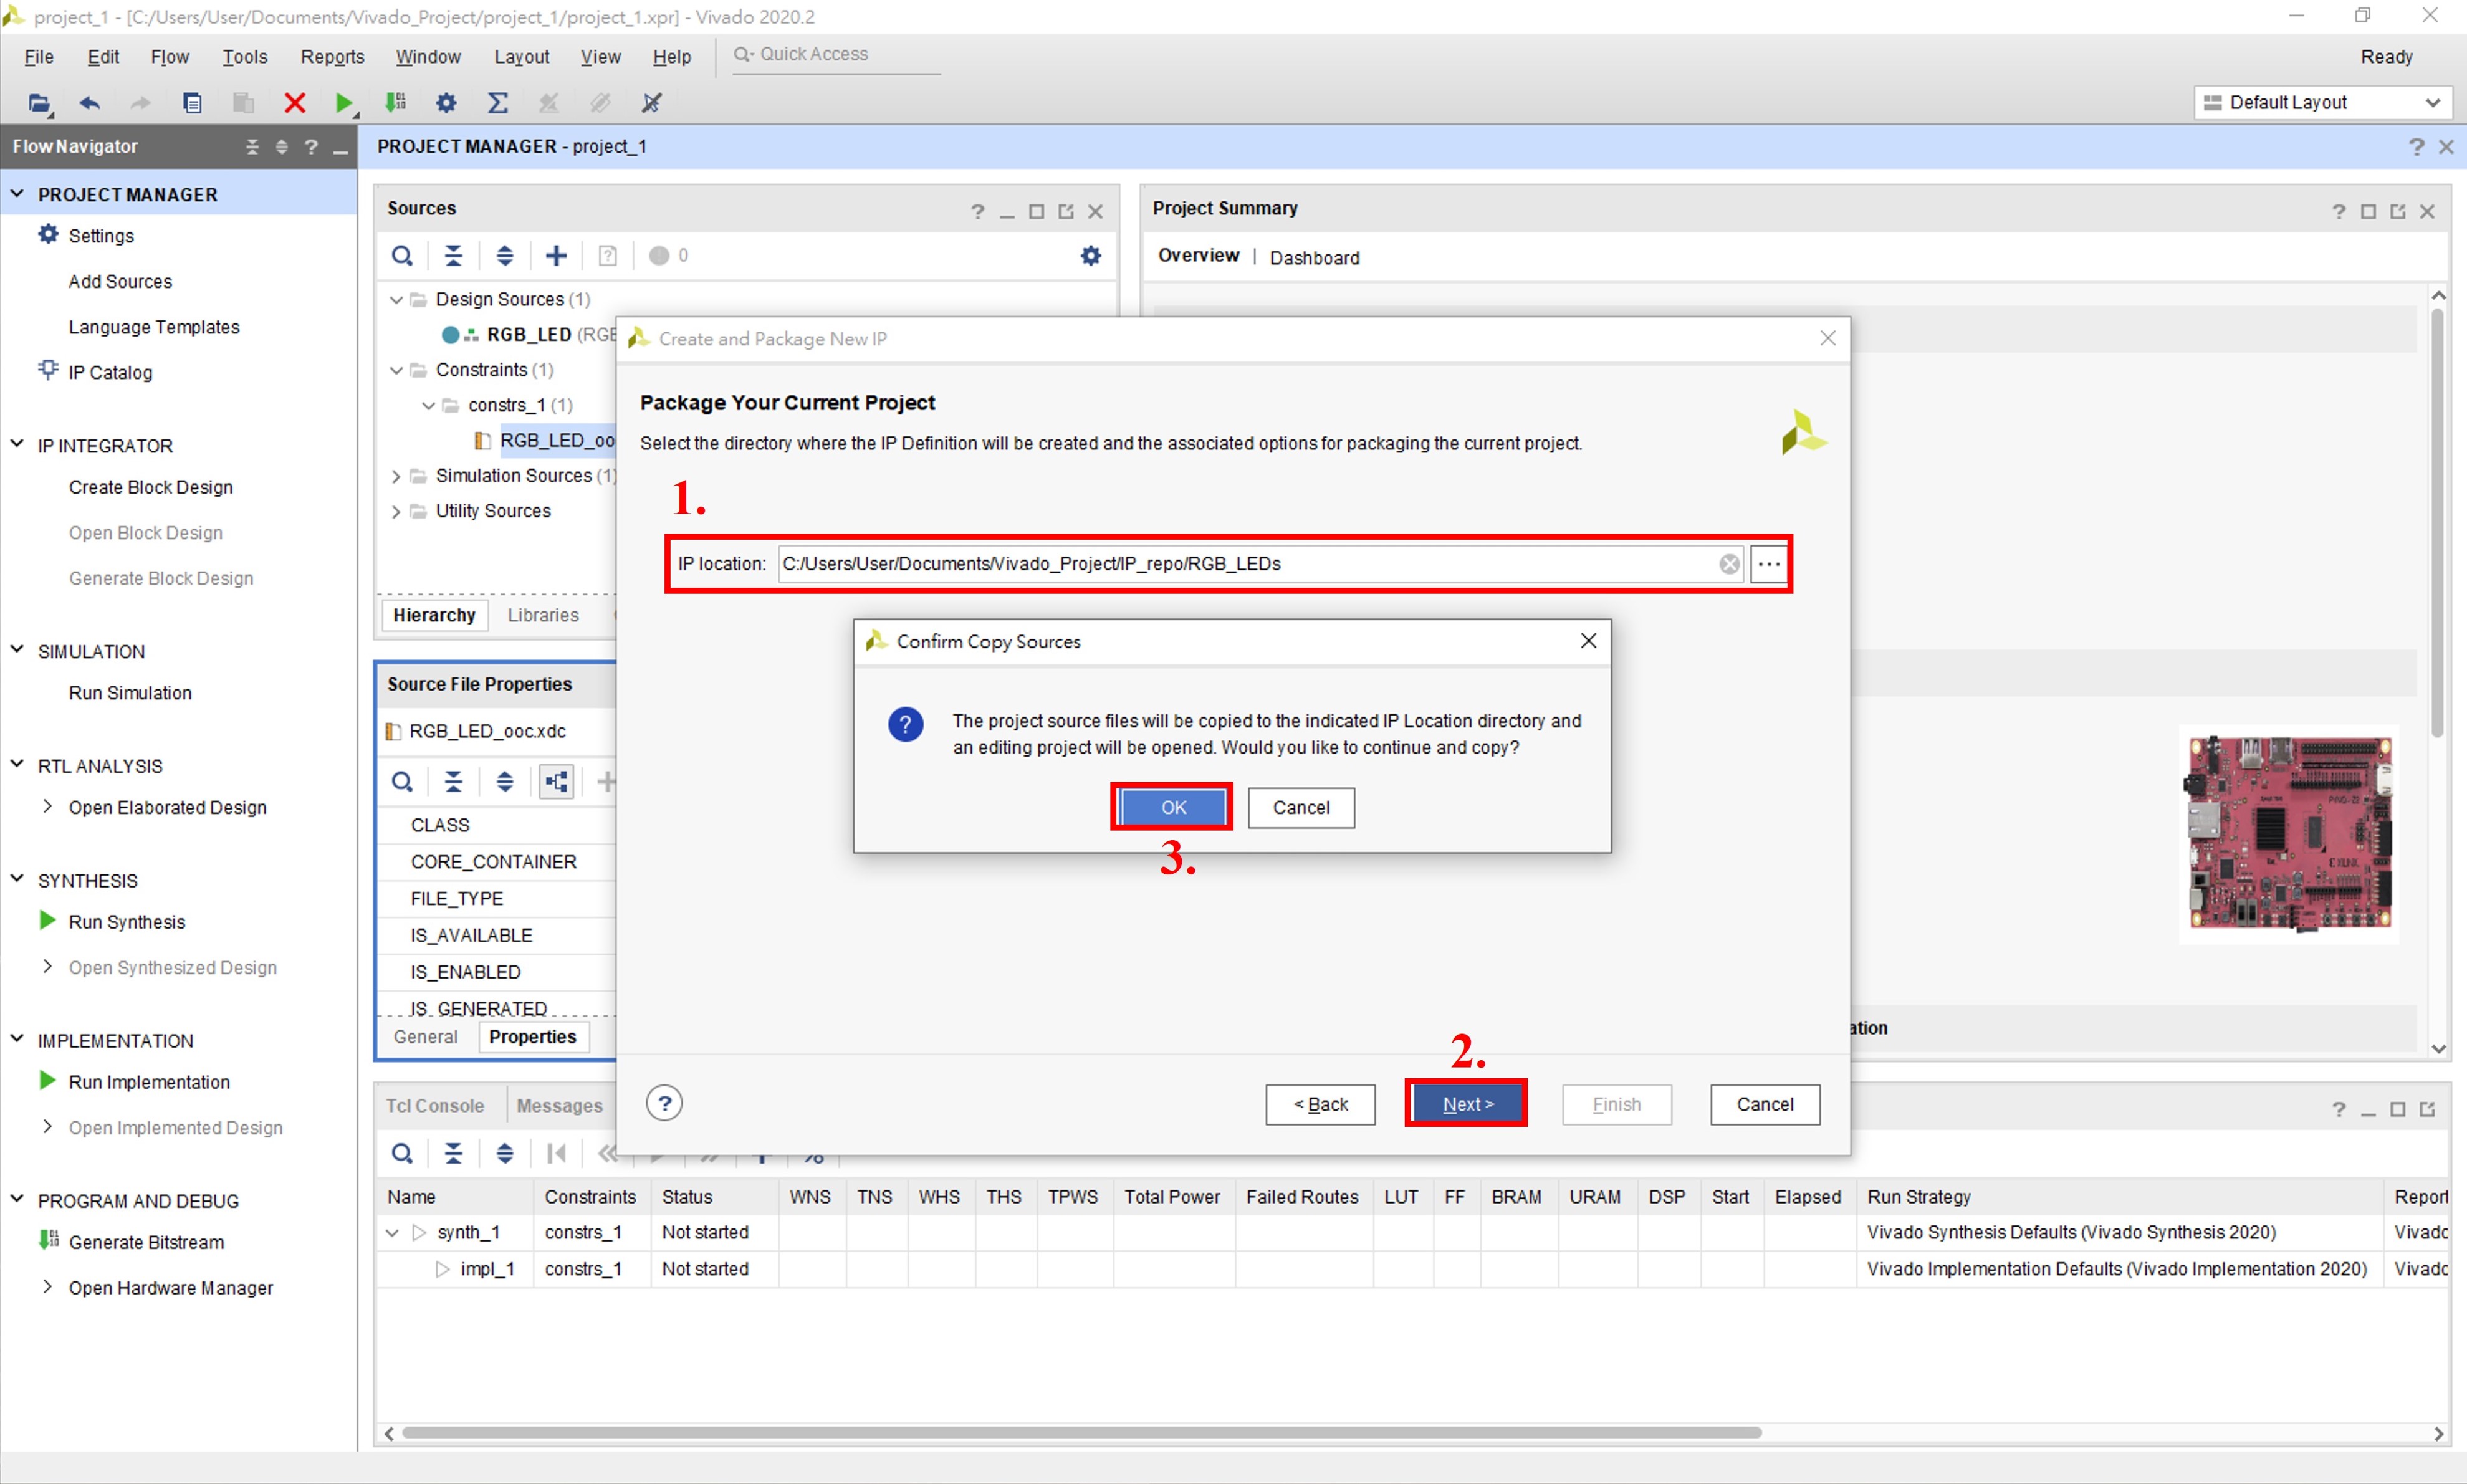 project_1 - [C:/Users/User/Documents/Vivado_Project/project_1/project_1.xpr] - Vivado 2020.2
File Edit Flow Tools Reports Window Layout View Help Quick Access Ready
Default Layout
Flow Navigator
PROJECT MANAGER - project_1
PROJECT MANAGER
Settings
Add Sources
Language Templates
IP Catalog
IP INTEGRATOR
Create Block Design
Open Block Design
Generate Block Design
SIMULATION
Run Simulation
RTL ANALYSIS
Open Elaborated Design
SYNTHESIS
Run Synthesis
Open Synthesized Design
IMPLEMENTATION
Run Implementation
Open Implemented Design
PROGRAM AND DEBUG
Generate Bitstream
Open Hardware Manager
Sources
0
Design Sources (1)
RGB_LED (RGB
Constraints (1)
constrs_1 (1)
RGB_LED_oo
Simulation Sources (1)
Utility Sources
Hierarchy Libraries
Source File Properties
RGB_LED_ooc.xdc
CLASS
CORE_CONTAINER
FILE_TYPE
IS_AVAILABLE
IS_ENABLED
IS_GENERATED
General Properties
Project Summary
Overview | Dashboard
ation
Create and Package New IP
Package Your Current Project
Select the directory where the IP Definition will be created and the associated options for packaging the current project.
1.
IP location: C:/Users/User/Documents/Vivado_Project/IP_repo/RGB_LEDs ...
Confirm Copy Sources
The project source files will be copied to the indicated IP Location directory and
an editing project will be opened. Would you like to continue and copy?
OK Cancel
3.
2.
< Back Next > Finish Cancel
Tcl Console Messages
Name Constraints Status WNS TNS WHS THS TPWS Total Power Failed Routes LUT FF BRAM URAM DSP Start Elapsed Run Strategy Report
synth_1 constrs_1 Not started Vivado Synthesis Defaults (Vivado Synthesis 2020) Vivado
impl_1 constrs_1 Not started Vivado Implementation Defaults (Vivado Implementation 2020) Vivado